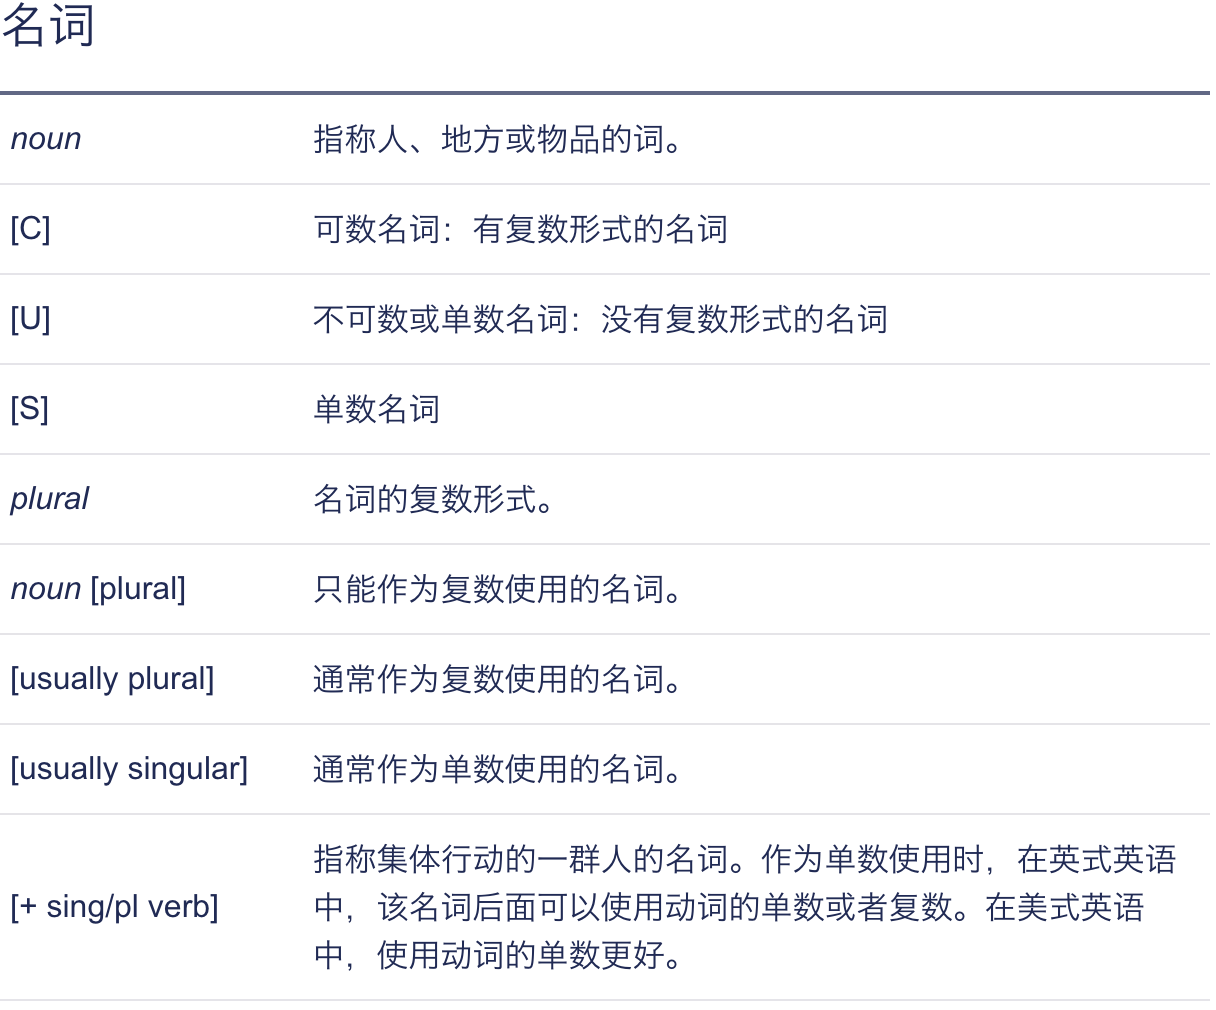 名词
noun 指称人、地方或物品的词。
[C] 可数名词：有复数形式的名词
[U] 不可数或单数名词：没有复数形式的名词
[S] 单数名词
plural 名词的复数形式。
noun [plural] 只能作为复数使用的名词。
[usually plural] 通常作为复数使用的名词。
[usually singular] 通常作为单数使用的名词。
[+ sing/pl verb] 指称集体行动的一群人的名词。作为单数使用时，在英式英语
中，该名词后面可以使用动词的单数或者复数。在美式英语
中，使用动词的单数更好。